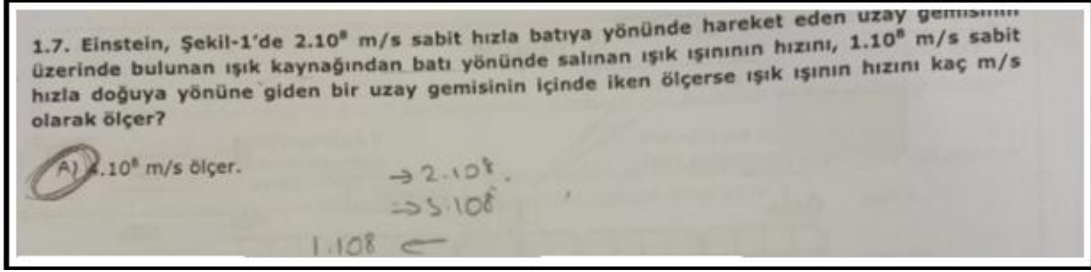 1.7. Einstein, Şekil-1'de 2.10⁸ m/s sabit hızla batıya yönünde hareket eden uzay gemisinin
üzerinde bulunan ışık kaynağından batı yönünde salınan ışık ışınının hızını, 1.10⁸ m/s sabit
hızla doğuya yönüne giden bir uzay gemisinin içinde iken ölçerse ışık ışının hızını kaç m/s
olarak ölçer?
A) .10⁸ m/s ölçer.
→ 2.10⁸.
⇒ 5.10⁸
1.108 ←